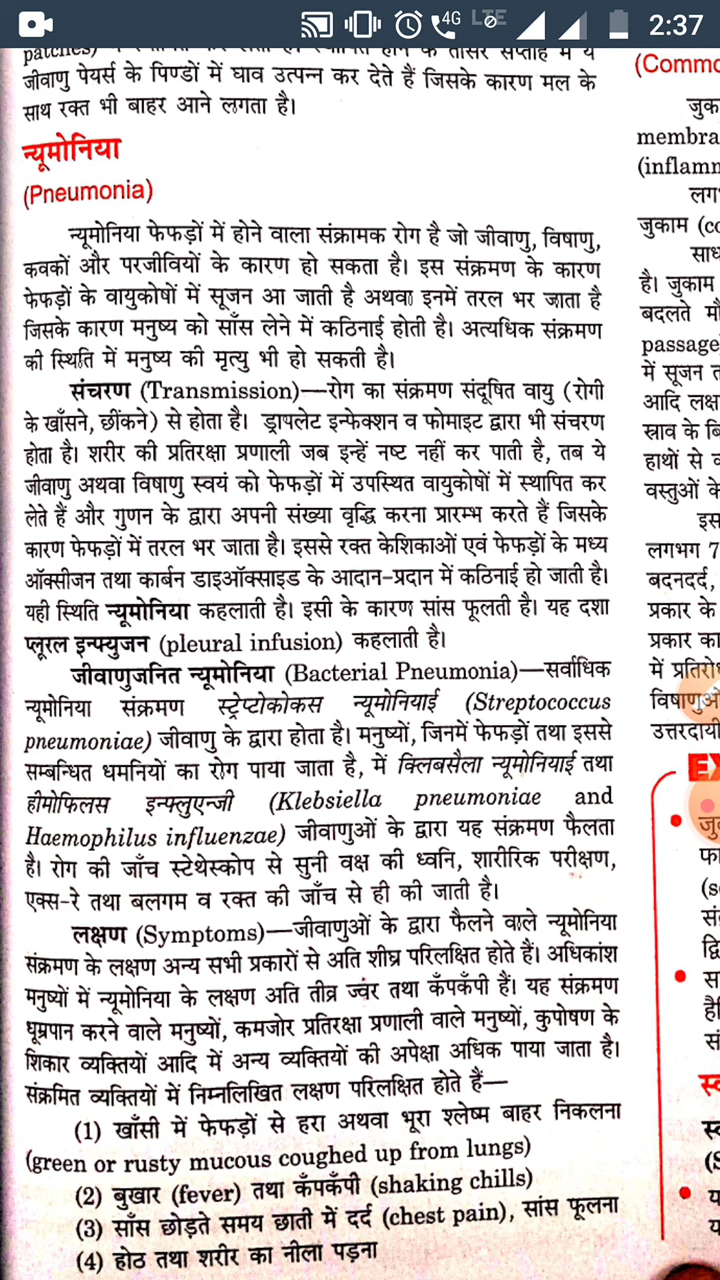 4G LTE 2:37
patches)
जीवाणु पेयर्स के पिण्डों में घाव उत्पन्न कर देते हैं जिसके कारण मल के
साथ रक्त भी बाहर आने लगता है।
न्यूमोनिया
(Pneumonia)
न्यूमोनिया फेफड़ों में होने वाला संक्रामक रोग है जो जीवाणु, विषाणु,
कवकों और परजीवियों के कारण हो सकता है। इस संक्रमण के कारण
फेफड़ों के वायुकोषों में सूजन आ जाती है अथवा इनमें तरल भर जाता है
जिसके कारण मनुष्य को साँस लेने में कठिनाई होती है। अत्यधिक संक्रमण
की स्थिति में मनुष्य की मृत्यु भी हो सकती है।
संचरण (Transmission)—रोग का संक्रमण संदूषित वायु (रोगी
के खाँसने, छींकने) से होता है। ड्रापलेट इन्फेक्शन व फोमाइट द्वारा भी संचरण
होता है। शरीर की प्रतिरक्षा प्रणाली जब इन्हें नष्ट नहीं कर पाती है, तब ये
जीवाणु अथवा विषाणु स्वयं को फेफड़ों में उपस्थित वायुकोषों में स्थापित कर
लेते हैं और गुणन के द्वारा अपनी संख्या वृद्धि करना प्रारम्भ करते हैं जिसके
कारण फेफड़ों में तरल भर जाता है। इससे रक्त केशिकाओं एवं फेफड़ों के मध्य
ऑक्सीजन तथा कार्बन डाइऑक्साइड के आदान-प्रदान में कठिनाई हो जाती है।
यही स्थिति न्यूमोनिया कहलाती है। इसी के कारण सांस फूलती है। यह दशा
प्लूरल इन्फ्युजन (pleural infusion) कहलाती है।
जीवाणुजनित न्यूमोनिया (Bacterial Pneumonia)—सर्वाधिक
न्यूमोनिया संक्रमण स्ट्रेप्टोकोकस न्यूमोनियाई (Streptococcus
pneumoniae) जीवाणु के द्वारा होता है। मनुष्यों, जिनमें फेफड़ों तथा इससे
सम्बन्धित धमनियों का रोग पाया जाता है, में क्लिबसैला न्यूमोनियाई तथा
हीमोफिलस इन्फ्लुएन्जी (Klebsiella pneumoniae and
Haemophilus influenzae) जीवाणुओं के द्वारा यह संक्रमण फैलता
है। रोग की जाँच स्टेथेस्कोप से सुनी वक्ष की ध्वनि, शारीरिक परीक्षण,
एक्स-रे तथा बलगम व रक्त की जाँच से ही की जाती है।
लक्षण (Symptoms)—जीवाणुओं के द्वारा फैलने वाले न्यूमोनिया
संक्रमण के लक्षण अन्य सभी प्रकारों से अति शीघ्र परिलक्षित होते हैं। अधिकांश
मनुष्यों में न्यूमोनिया के लक्षण अति तीव्र ज्वर तथा कँपकँपी हैं। यह संक्रमण
धूम्रपान करने वाले मनुष्यों, कमजोर प्रतिरक्षा प्रणाली वाले मनुष्यों, कुपोषण के
शिकार व्यक्तियों आदि में अन्य व्यक्तियों की अपेक्षा अधिक पाया जाता है।
संक्रमित व्यक्तियों में निम्नलिखित लक्षण परिलक्षित होते हैं—
(1) खाँसी में फेफड़ों से हरा अथवा भूरा श्लेष्म बाहर निकलना
(green or rusty mucous coughed up from lungs)
(2) बुखार (fever) तथा कँपकँपी (shaking chills)
(3) साँस छोड़ते समय छाती में दर्द (chest pain), सांस फूलना
(4) होठ तथा शरीर का नीला पड़ना
जुक
membra
लग
जुकाम (co
साध
है। जुकाम
बदलते मौ
passage
में सूजन त
आदि लक्ष
स्राव के बि
हाथों से व
वस्तुओं के
इस
लगभग 7
बदनदर्द,
प्रकार के
प्रकार का
में प्रतिरो
उत्तरदायी